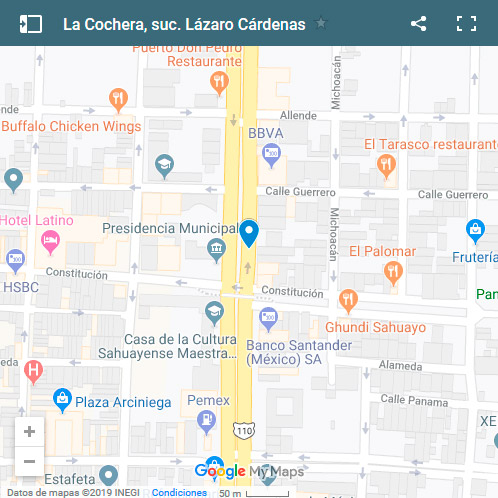 La Cochera, suc. Lázaro Cárdenas
Puerto Don Pedro
Restaurante
Michoacán
Allende
Buffalo Chicken Wings
BBVA
El Tarasco restaurante
Calle Guerrero
Calle Guerrero
Hotel Latino
Presidencia Municipal
Michoacán
El Palomar
Frutería
HSBC
Constitución
Constitución
Pan
Ghundi Sahuayo
Casa de la Cultura
Sahuayense Maestra...
Banco Santander
(México) SA
Alameda
H
Plaza Arciniega
Pemex
Calle Panama
XE
110
+
−
Google My Maps
Estafeta
Datos de mapas ©2019 INEGI Condiciones 50 m